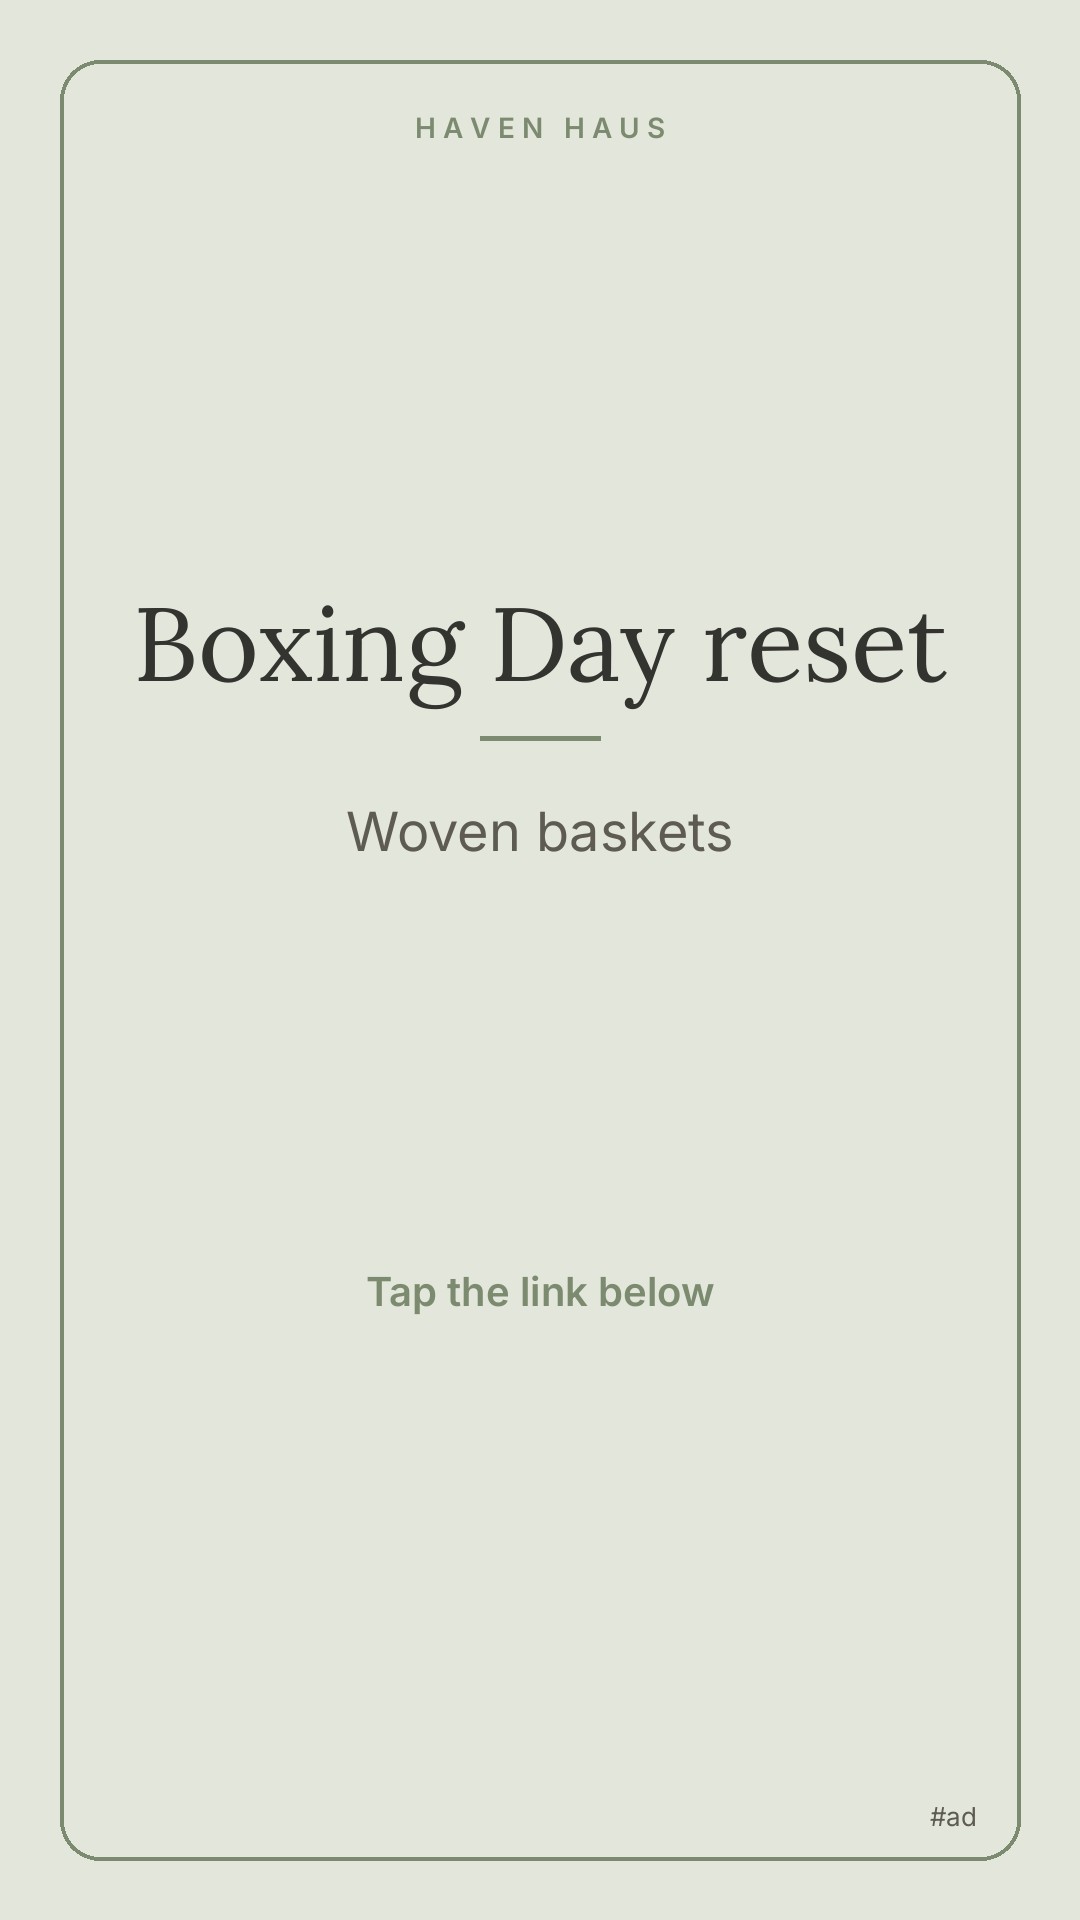 HAVEN HAUS
Boxing Day reset
Woven baskets
Tap the link below
#ad